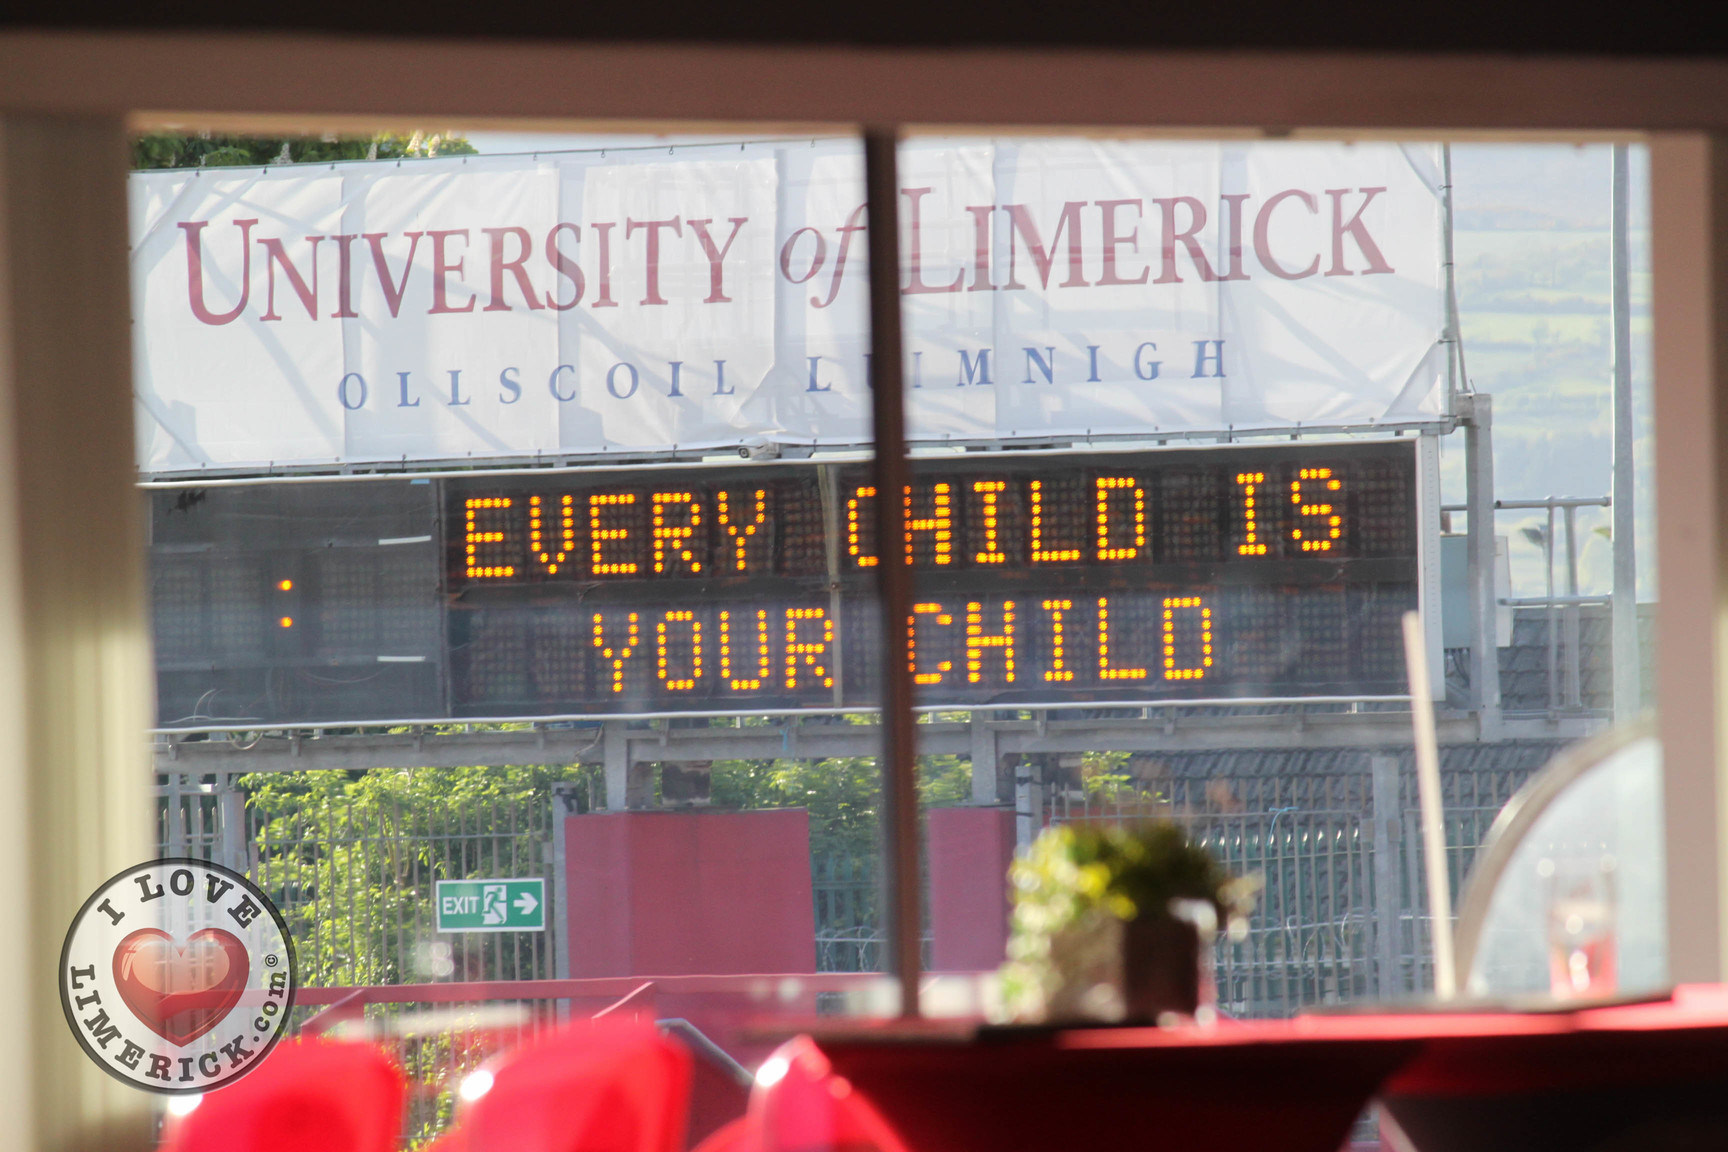 UNIVERSITY of LIMERICK
OLLSCOIL LUIMNIGH
EVERY CHILD IS
:
YOUR CHILD
EXIT
I LOVE
LIMERICK.com©